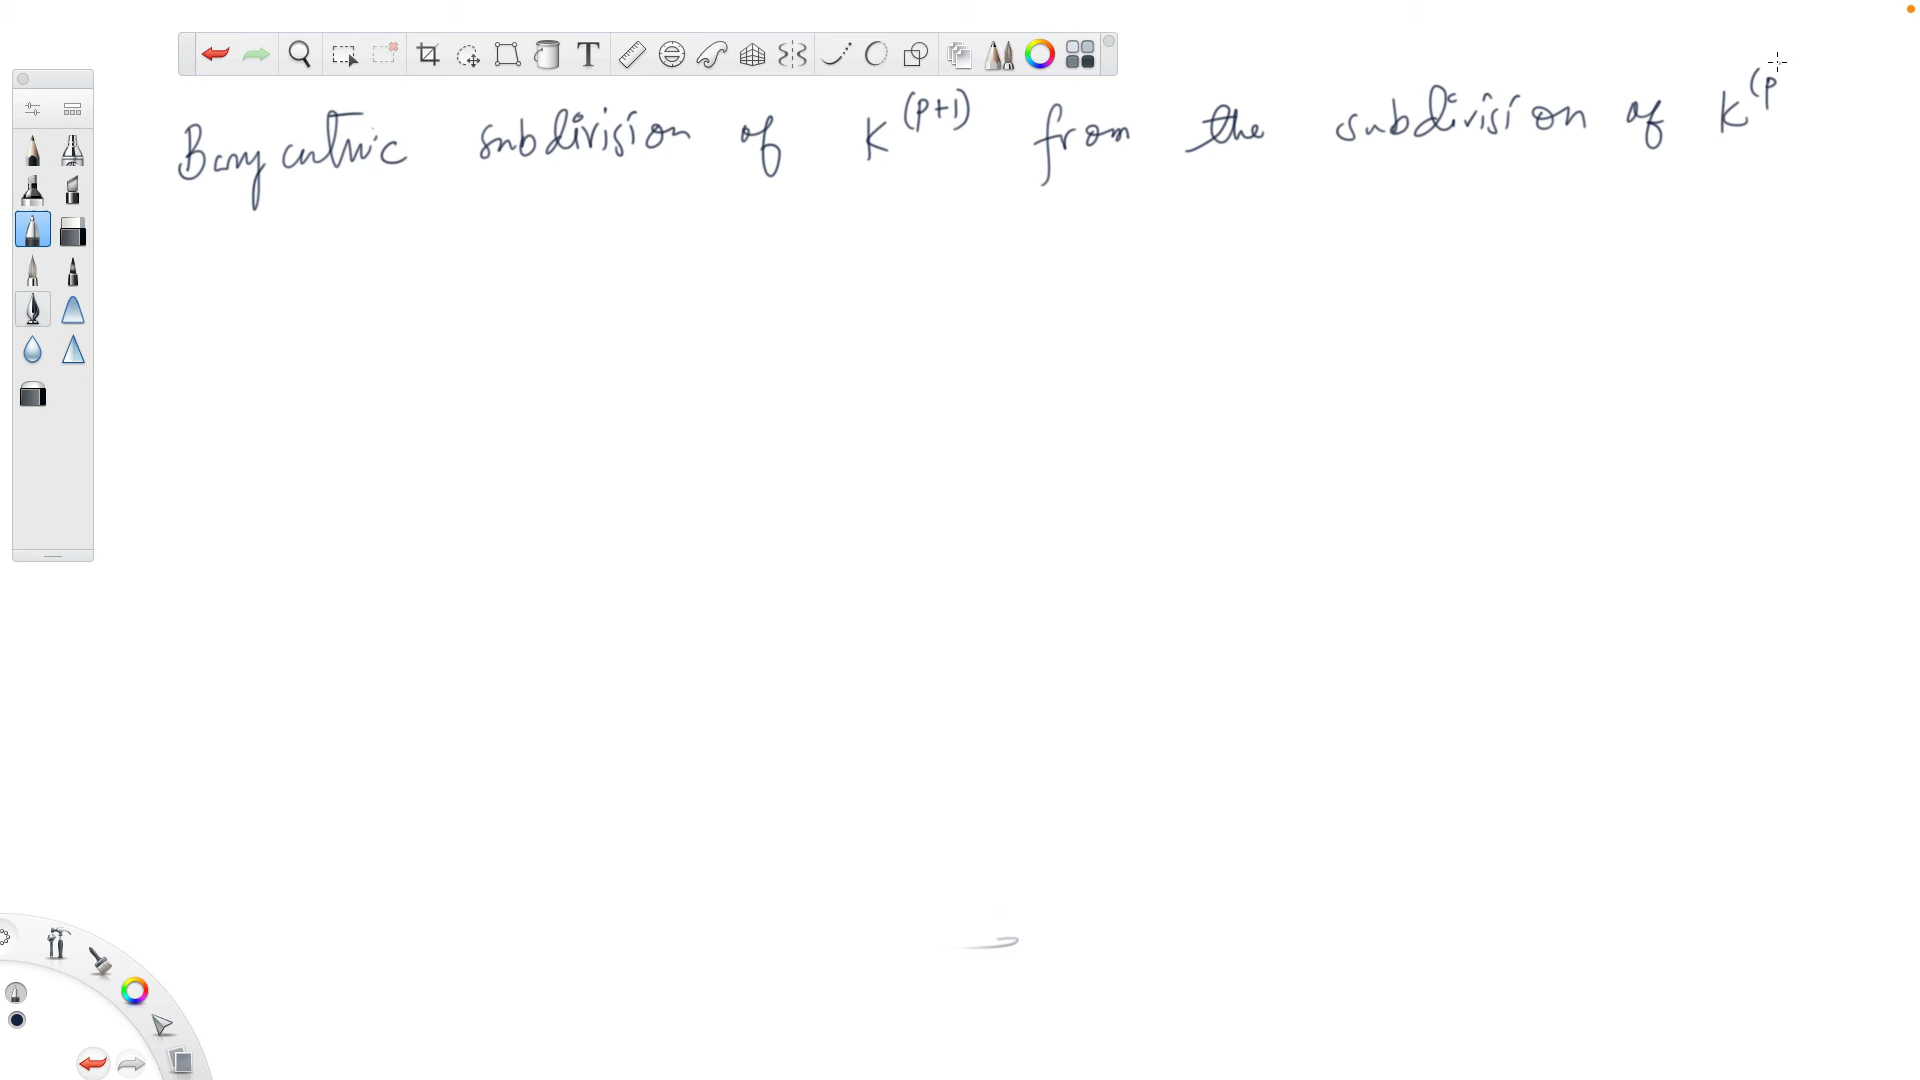 Barycentric subdivision of K^(p+1) from the subdivision of K^(p